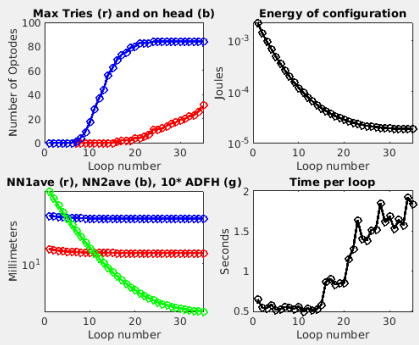 Max Tries (r) and on head (b)
Number of Optodes
100
80
60
40
20
0
0 10 20 30
Loop number
Energy of configuration
Joules
10-3
10-4
10-5
0 10 20 30
Loop number
NN1ave (r), NN2ave (b), 10* ADFH (g)
Millimeters
101
0 10 20 30
Loop number
Time per loop
Seconds
2
1.5
1
0.5
0 10 20 30
Loop number